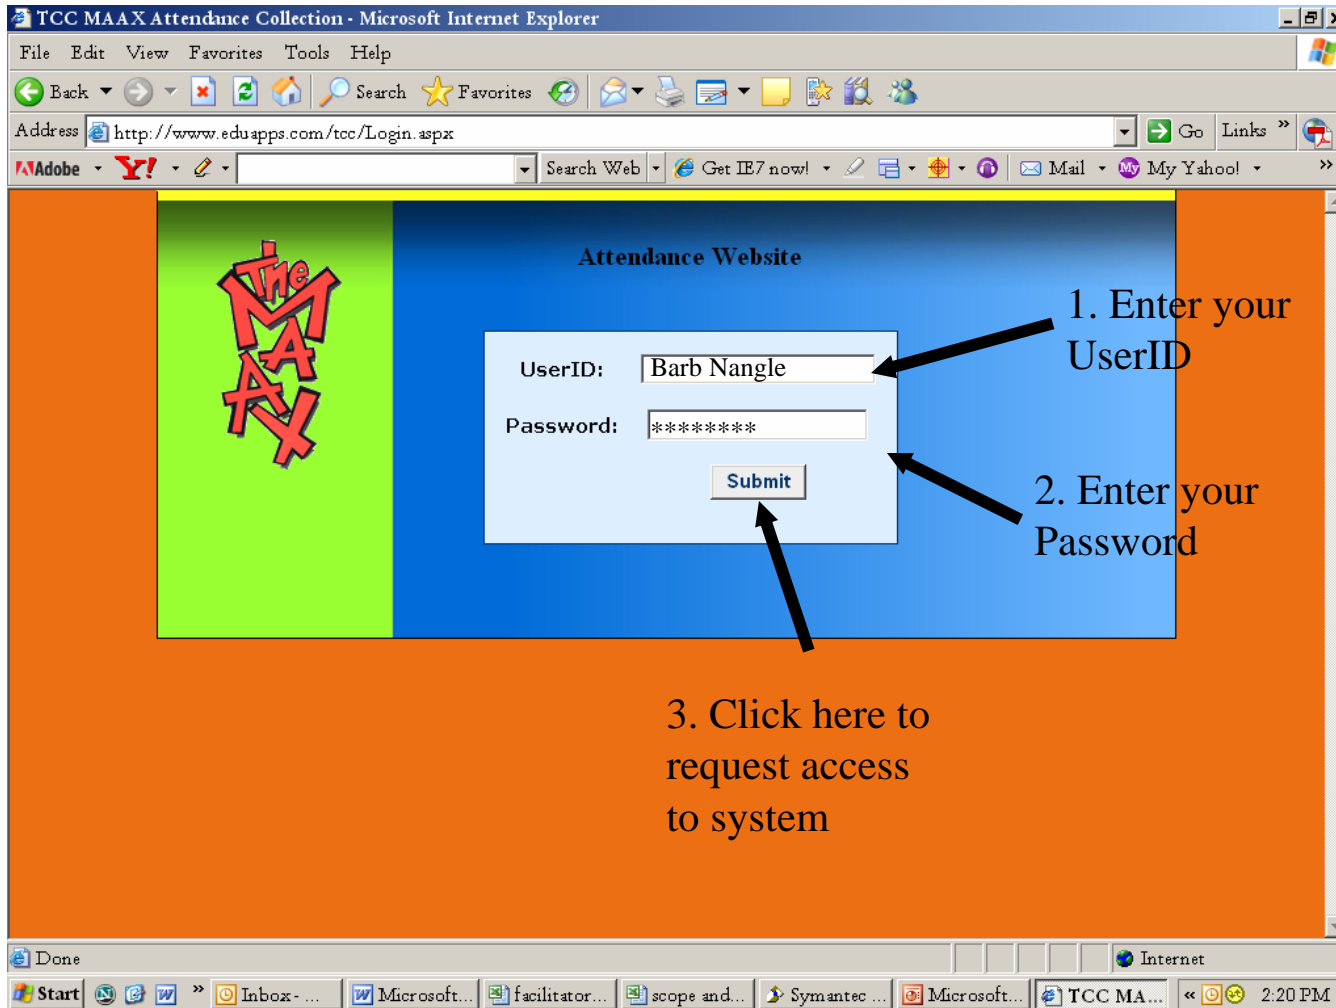 TCC MAAX Attendance Collection - Microsoft Internet Explorer
File Edit View Favorites Tools Help
Back Search Favorites
Address http://www.eduapps.com/tcc/Login.aspx Go Links »
Adobe Y! Search Web Get IE7 now! Mail My My Yahoo! »
The MAAX
Attendance Website
1. Enter your
UserID
UserID: Barb Nangle
Password: ********
Submit
2. Enter your
Password
3. Click here to
request access
to system
Done Internet
Start » Inbox - ... Microsoft... facilitator... scope and... Symantec ... Microsoft... TCC MA... « 2:20 PM